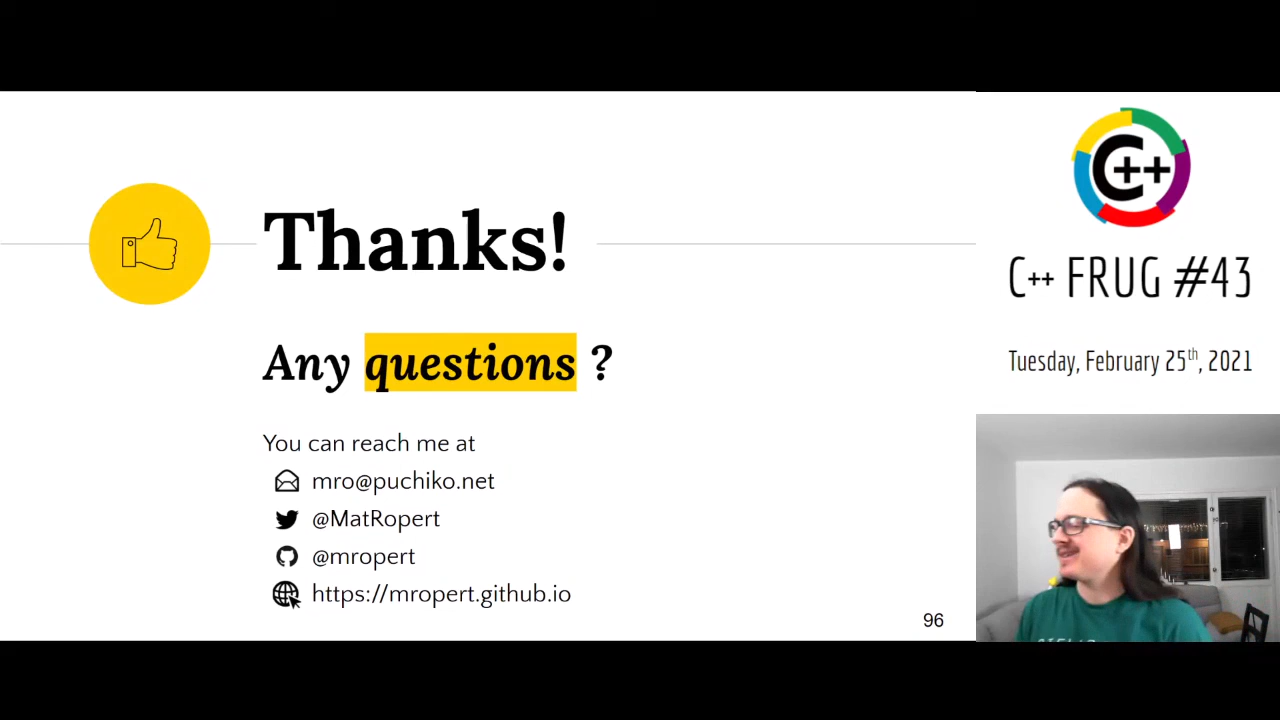 Thanks!
Any questions ?
You can reach me at
mro@puchiko.net
@MatRopert
@mropert
https://mropert.github.io
96
C++
C++ FRUG #43
Tuesday, February 25th, 2021